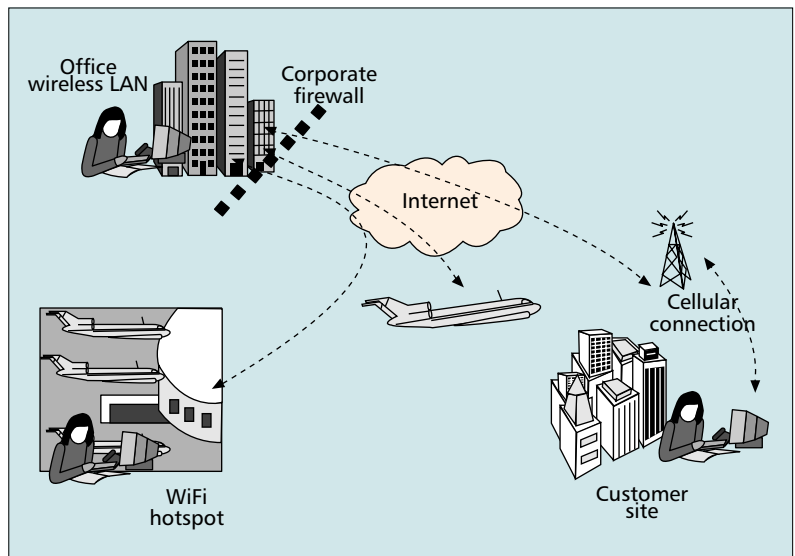 Office
wireless LAN
Corporate
firewall
Internet
Cellular
connection
WiFi
hotspot
Customer
site